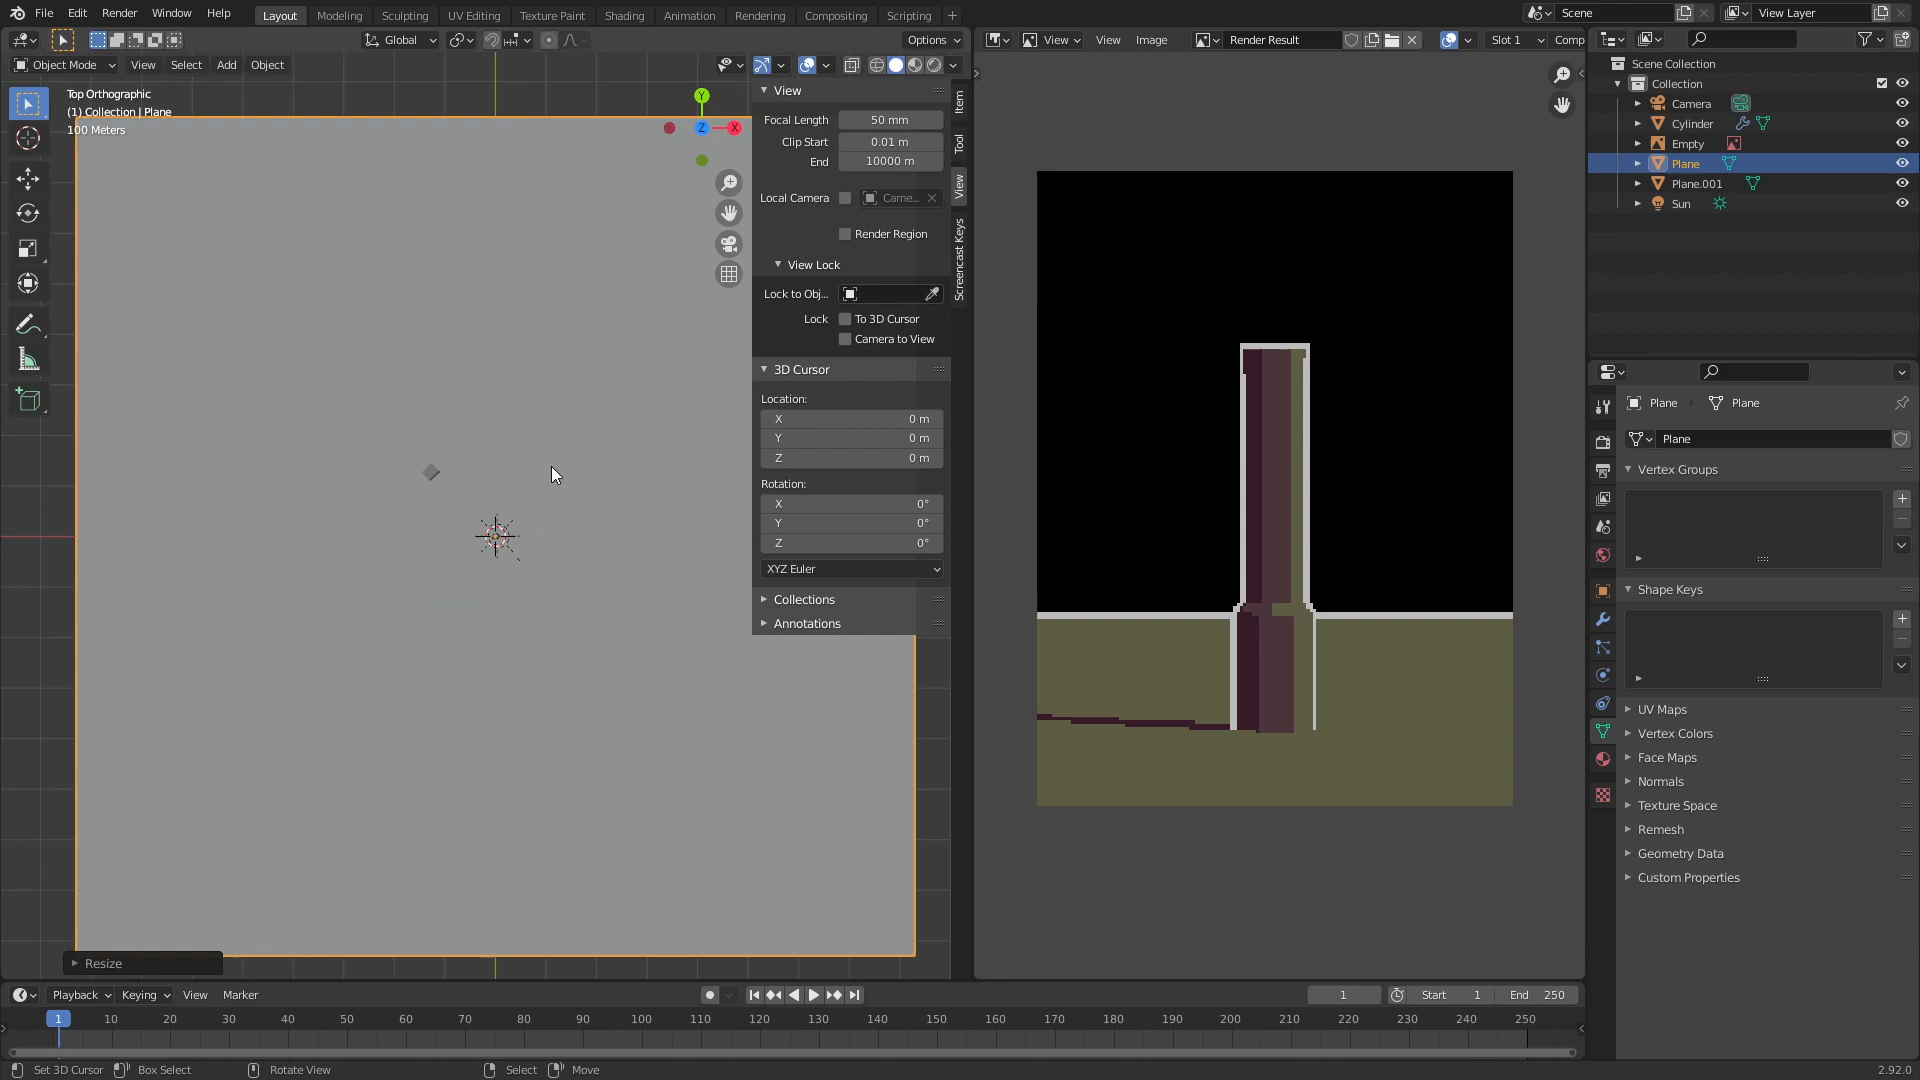 File Edit Render Window Help Layout Modeling Sculpting UV Editing Texture Paint Shading Animation Rendering Compositing Scripting + Scene View Layer
Global Options View View Image Render Result Slot 1 Comp
Object Mode View Select Add Object
Top Orthographic
(1) Collection | Plane
100 Meters
Y
Z
X
View
Focal Length 50 mm
Clip Start 0.01 m
End 10000 m
Local Camera Came...
Render Region
View Lock
Lock to Obj...
Lock To 3D Cursor
Camera to View
3D Cursor
Location:
X 0 m
Y 0 m
Z 0 m
Rotation:
X 0°
Y 0°
Z 0°
XYZ Euler
Collections
Annotations
Item
Tool
View
Screencast Keys
Resize
Scene Collection
Collection
Camera
Cylinder
Empty
Plane
Plane.001
Sun
Plane Plane
Plane
Vertex Groups
Shape Keys
UV Maps
Vertex Colors
Face Maps
Normals
Texture Space
Remesh
Geometry Data
Custom Properties
Playback Keying View Marker 1 Start 1 End 250
1 10 20 30 40 50 60 70 80 90 100 110 120 130 140 150 160 170 180 190 200 210 220 230 240 250
Set 3D Cursor Box Select Rotate View Select Move 2.92.0